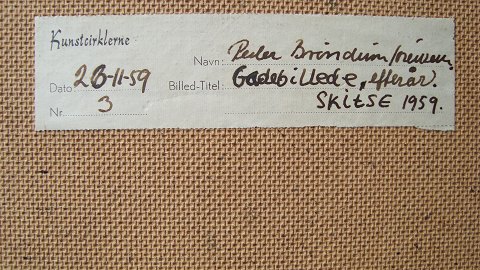 Kunstcirklerne
Navn: Peder Brøndum
Dato: 26-11-59 Billed-Titel: Gadebillede, efterår.
Nr. 3 SKitSE 1959.